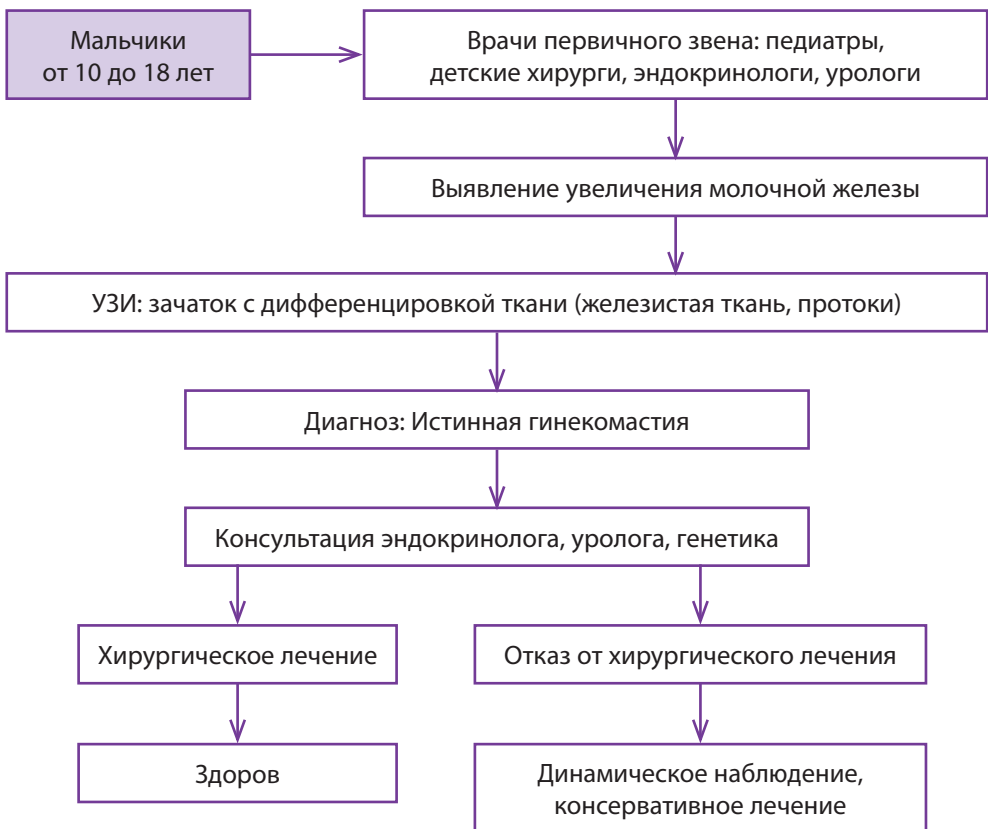 Мальчики
от 10 до 18 лет
Врачи первичного звена: педиатры,
детские хирурги, эндокринологи, урологи
Выявление увеличения молочной железы
УЗИ: зачаток с дифференцировкой ткани (железистая ткань, протоки)
Диагноз: Истинная гинекомастия
Консультация эндокринолога, уролога, генетика
Хирургическое лечение
Отказ от хирургического лечения
Здоров
Динамическое наблюдение,
консервативное лечение